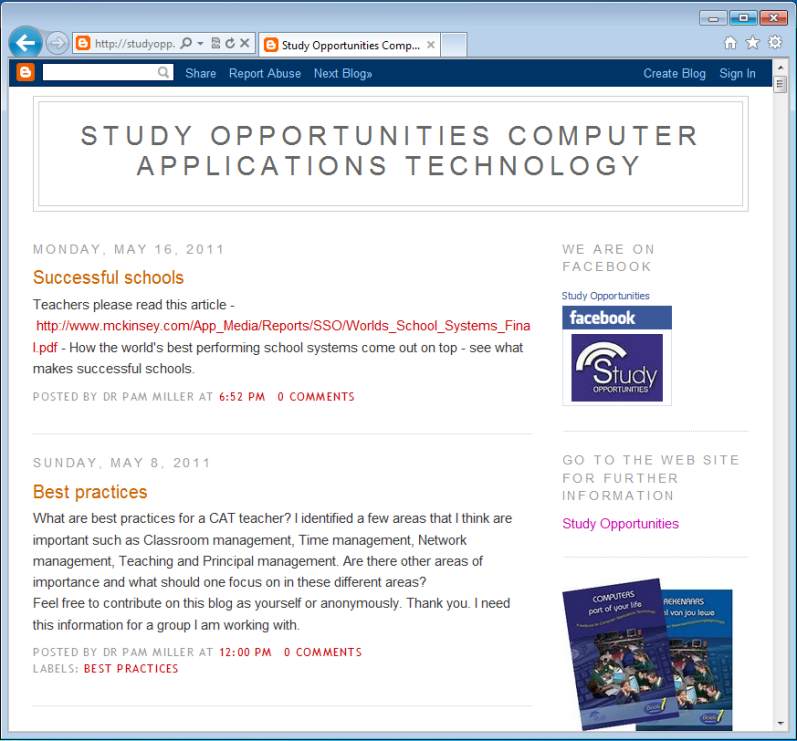 http://studyopp.
Study Opportunities Comp...
Share Report Abuse Next Blog»
Create Blog Sign In
STUDY OPPORTUNITIES COMPUTER
APPLICATIONS TECHNOLOGY
MONDAY, MAY 16, 2011
Successful schools
Teachers please read this article -
http://www.mckinsey.com/App_Media/Reports/SSO/Worlds_School_Systems_Fina
l.pdf - How the world's best performing school systems come out on top - see what
makes successful schools.
POSTED BY DR PAM MILLER AT 6:52 PM 0 COMMENTS
SUNDAY, MAY 8, 2011
Best practices
What are best practices for a CAT teacher? I identified a few areas that I think are
important such as Classroom management, Time management, Network
management, Teaching and Principal management. Are there other areas of
importance and what should one focus on in these different areas?
Feel free to contribute on this blog as yourself or anonymously. Thank you. I need
this information for a group I am working with.
POSTED BY DR PAM MILLER AT 12:00 PM 0 COMMENTS
LABELS: BEST PRACTICES
WE ARE ON
FACEBOOK
Study Opportunities
facebook
Study
OPPORTUNITIES
GO TO THE WEB SITE
FOR FURTHER
INFORMATION
Study Opportunities
COMPUTERS
part of your life
Book 1
REKENAARS
el van jou lewe
Book 1